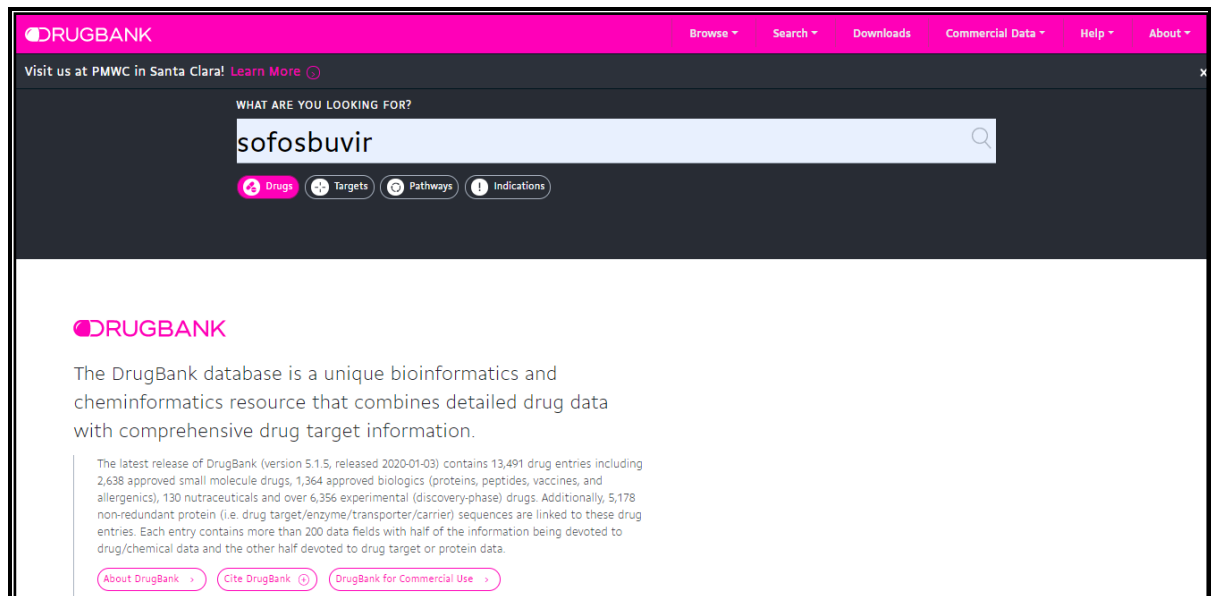 DRUGBANK
Browse Search Downloads Commercial Data Help About
Visit us at PMWC in Santa Clara! Learn More
x
WHAT ARE YOU LOOKING FOR?
sofosbuvir
Drugs Targets Pathways Indications
DRUGBANK
The DrugBank database is a unique bioinformatics and
cheminformatics resource that combines detailed drug data
with comprehensive drug target information.
The latest release of DrugBank (version 5.1.5, released 2020-01-03) contains 13,491 drug entries including
2,638 approved small molecule drugs, 1,364 approved biologics (proteins, peptides, vaccines, and
allergenics), 130 nutraceuticals and over 6,356 experimental (discovery-phase) drugs. Additionally, 5,178
non-redundant protein (i.e. drug target/enzyme/transporter/carrier) sequences are linked to these drug
entries. Each entry contains more than 200 data fields with half of the information being devoted to
drug/chemical data and the other half devoted to drug target or protein data.
About DrugBank Cite DrugBank DrugBank for Commercial Use